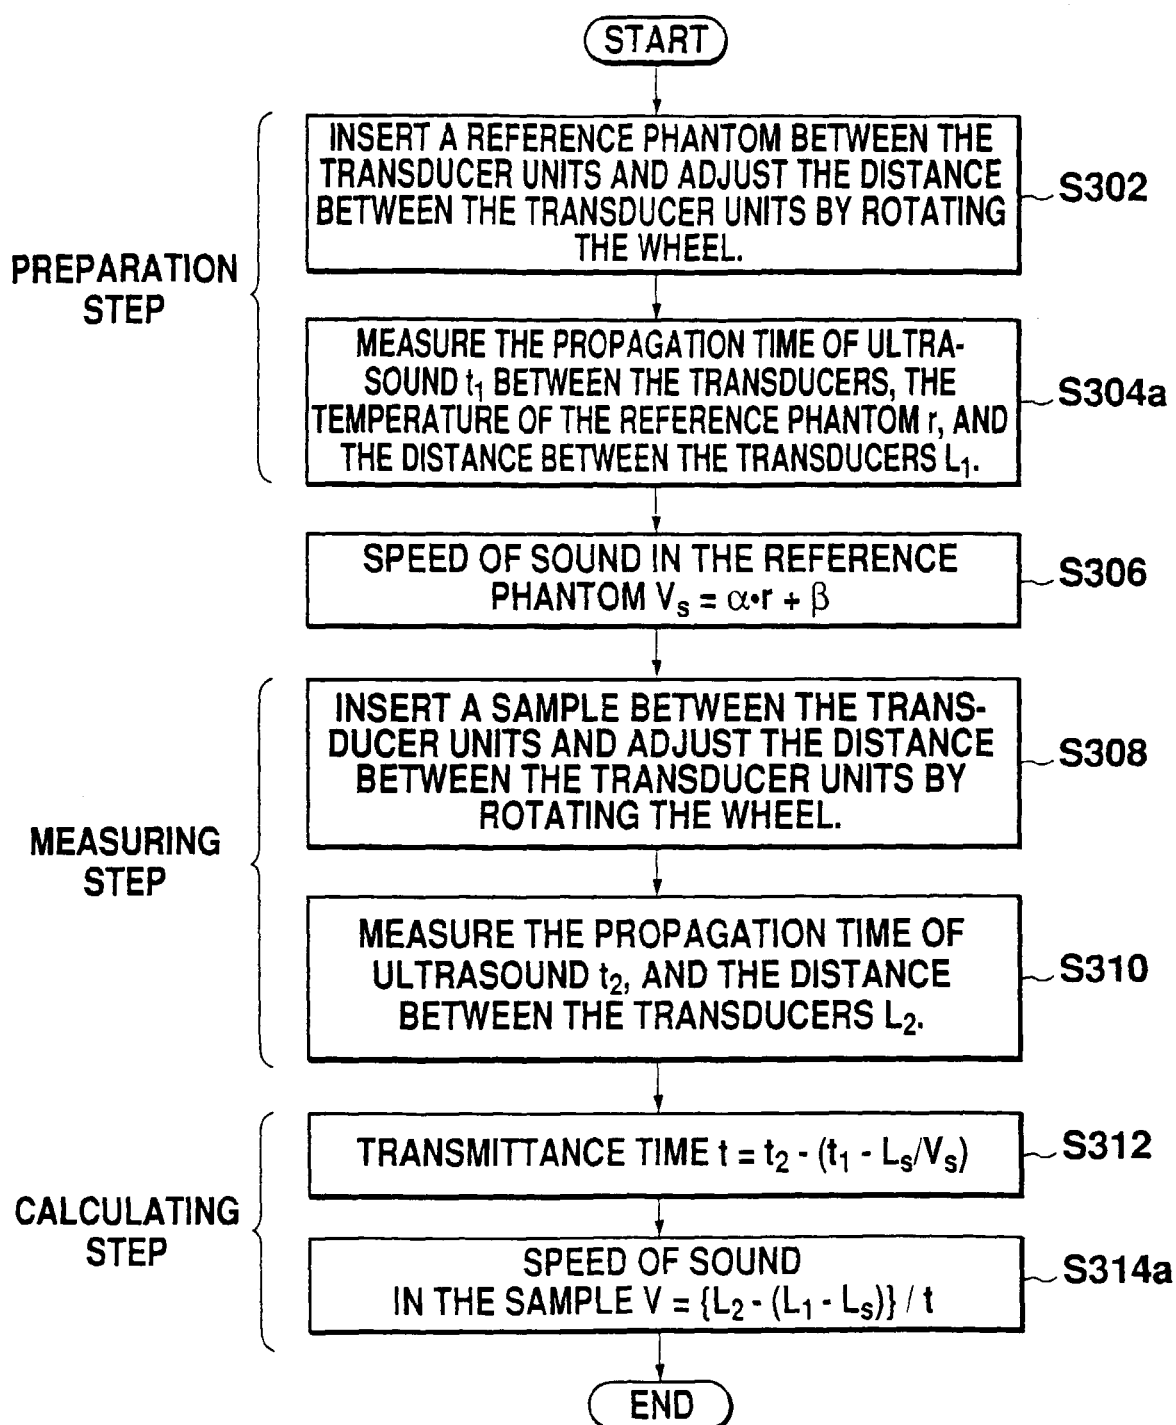 START
INSERT A REFERENCE PHANTOM BETWEEN THE
TRANSDUCER UNITS AND ADJUST THE DISTANCE
BETWEEN THE TRANSDUCER UNITS BY ROTATING
THE WHEEL.
S302
PREPARATION
STEP
MEASURE THE PROPAGATION TIME OF ULTRA-
SOUND t₁ BETWEEN THE TRANSDUCERS, THE
TEMPERATURE OF THE REFERENCE PHANTOM r, AND
THE DISTANCE BETWEEN THE TRANSDUCERS L₁.
S304a
SPEED OF SOUND IN THE REFERENCE
PHANTOM Vₛ = α•r + β
S306
INSERT A SAMPLE BETWEEN THE TRANS-
DUCER UNITS AND ADJUST THE DISTANCE
BETWEEN THE TRANSDUCER UNITS BY
ROTATING THE WHEEL.
S308
MEASURING
STEP
MEASURE THE PROPAGATION TIME OF
ULTRASOUND t₂, AND THE DISTANCE
BETWEEN THE TRANSDUCERS L₂.
S310
TRANSMITTANCE TIME t = t₂ - (t₁ - Lₛ/Vₛ)
S312
CALCULATING
STEP
SPEED OF SOUND
IN THE SAMPLE V = {L₂ - (L₁ - Lₛ)} / t
S314a
END